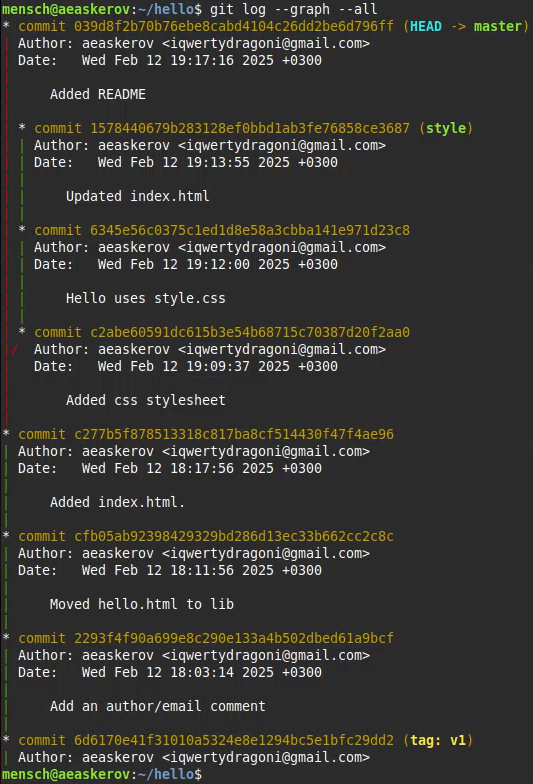 mensch@aeaskerov:~/hello$ git log --graph --all
* commit 039d8f2b70b76ebe8cabd4104c26dd2be6d796ff (HEAD -> master)
| Author: aeaskerov <iqwertydragoni@gmail.com>
| Date:   Wed Feb 12 19:17:16 2025 +0300
|
|     Added README
|
| * commit 1578440679b283128ef0bbd1ab3fe76858ce3687 (style)
| | Author: aeaskerov <iqwertydragoni@gmail.com>
| | Date:   Wed Feb 12 19:13:55 2025 +0300
| |
| |     Updated index.html
| |
| * commit 6345e56c0375c1ed1d8e58a3cbba141e971d23c8
| | Author: aeaskerov <iqwertydragoni@gmail.com>
| | Date:   Wed Feb 12 19:12:00 2025 +0300
| |
| |     Hello uses style.css
| |
| * commit c2abe60591dc615b3e54b68715c70387d20f2aa0
|/  Author: aeaskerov <iqwertydragoni@gmail.com>
|   Date:   Wed Feb 12 19:09:37 2025 +0300
|
|       Added css stylesheet
|
* commit c277b5f878513318c817ba8cf514430f47f4ae96
| Author: aeaskerov <iqwertydragoni@gmail.com>
| Date:   Wed Feb 12 18:17:56 2025 +0300
|
|     Added index.html.
|
* commit cfb05ab92398429329bd286d13ec33b662cc2c8c
| Author: aeaskerov <iqwertydragoni@gmail.com>
| Date:   Wed Feb 12 18:11:56 2025 +0300
|
|     Moved hello.html to lib
|
* commit 2293f4f90a699e8c290e133a4b502dbed61a9bcf
| Author: aeaskerov <iqwertydragoni@gmail.com>
| Date:   Wed Feb 12 18:03:14 2025 +0300
|
|     Add an author/email comment
|
* commit 6d6170e41f31010a5324e8e1294bc5e1bfc29dd2 (tag: v1)
| Author: aeaskerov <iqwertydragoni@gmail.com>
mensch@aeaskerov:~/hello$